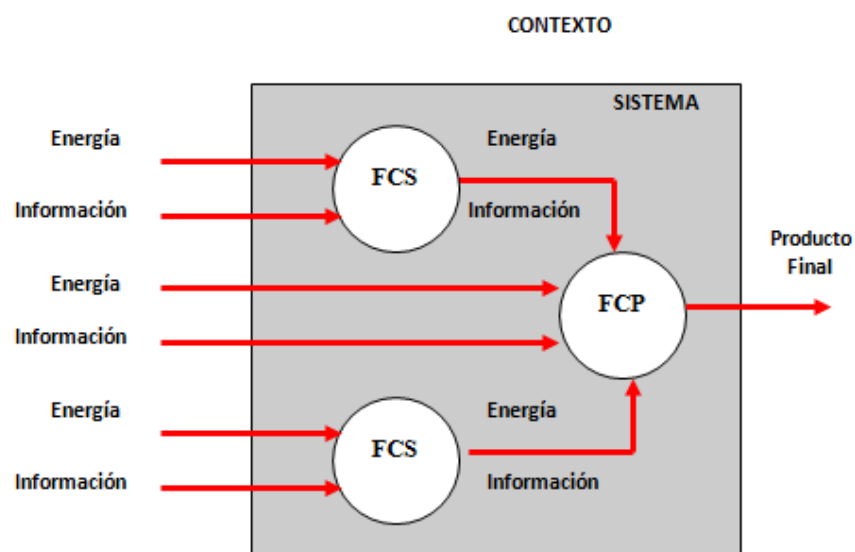 CONTEXTO
SISTEMA
Energía
Energía
FCS
Información
Información
Producto
Final
Energía
FCP
Información
Energía
Energía
FCS
Información
Información